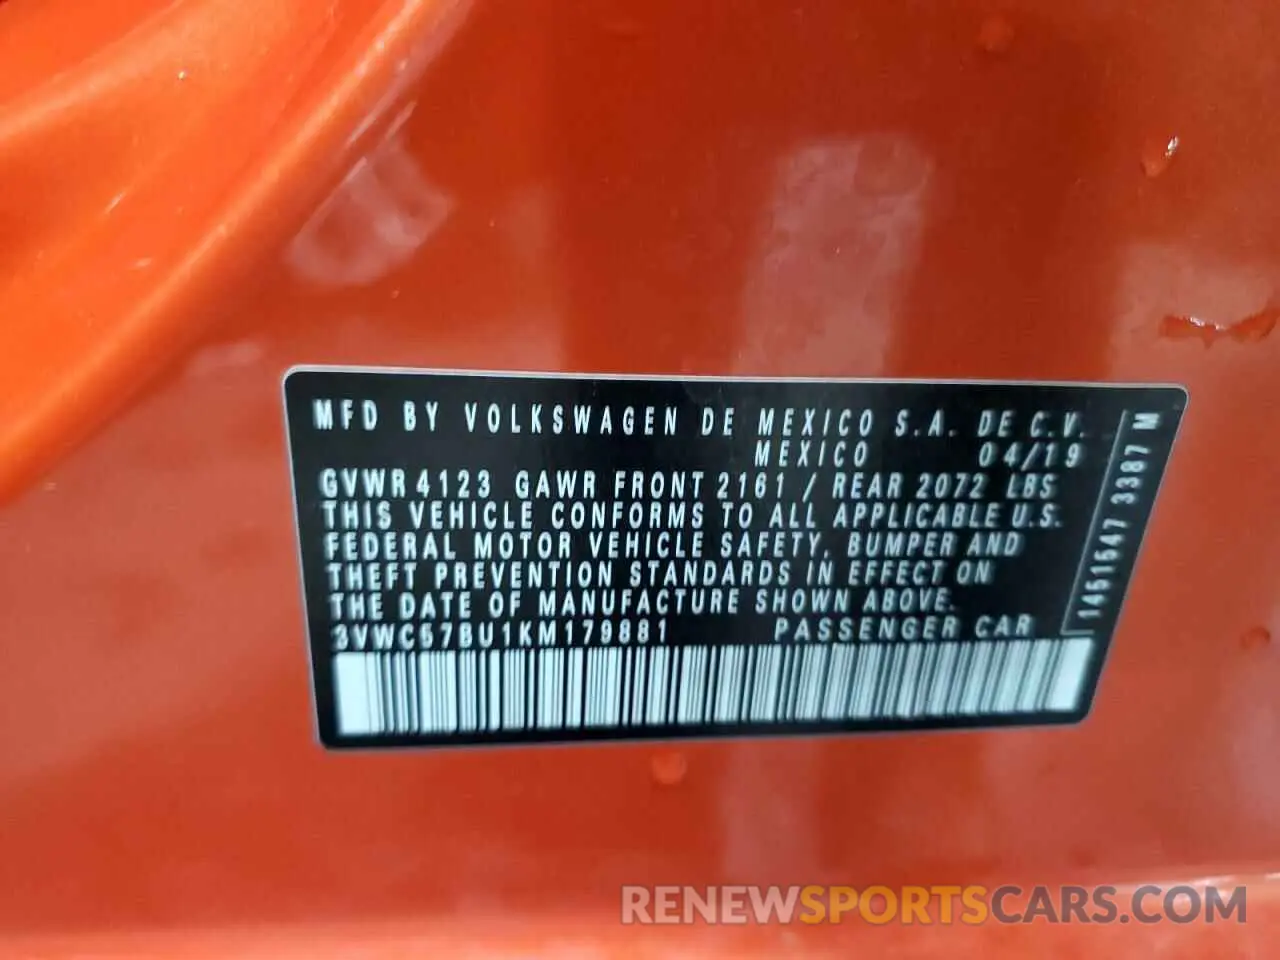 MFD BY VOLKSWAGEN DE MEXICO S.A. DE C.V.
MEXICO 04/19
GVWR 4123 GAWR FRONT 2161 / REAR 2072 LBS
THIS VEHICLE CONFORMS TO ALL APPLICABLE U.S.
FEDERAL MOTOR VEHICLE SAFETY, BUMPER AND
THEFT PREVENTION STANDARDS IN EFFECT ON
THE DATE OF MANUFACTURE SHOWN ABOVE.
3VWC57BU1KM179881 PASSENGER CAR
1451547 3387 M
RENEWSPORTSCARS.COM